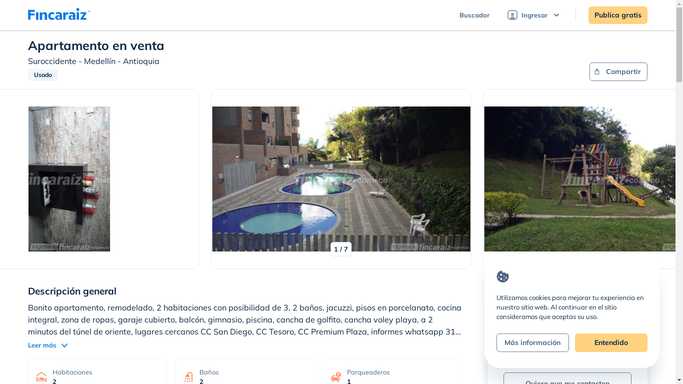 Fincaraiz
Buscador
Ingresar
Publica gratis
Apartamento en venta
Suroccidente - Medellín - Antioquia
Usado
Compartir
fincaraiz
fincaraiz
1 / 7
fincaraiz
Descripción general
Bonito apartamento, remodelado, 2 habitaciones con posibilidad de 3, 2 baños, jacuzzi, pisos en porcelanato, cocina
integral, zona de ropas, garaje cubierto, balcón, gimnasio, piscina, cancha de golfito, cancha voley playa, a 2
minutos del túnel de oriente, lugares cercanos CC San Diego, CC Tesoro, CC Premium Plaza, informes whatsapp 31...
Leer más
Habitaciones
2
Baños
2
Parqueaderos
1
Utilizamos cookies para mejorar tu experiencia en
nuestro sitio web. Al continuar en el sitio
consideramos que aceptas su uso.
Más información
Entendido
Quiero que me contacten